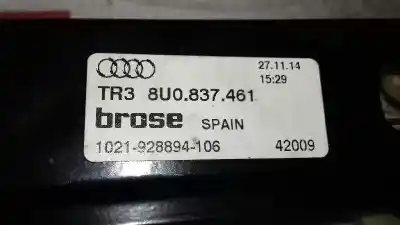 27.11.14
15:29
TR3 8U0.837.461
brose SPAIN
1021-928894-106 42009